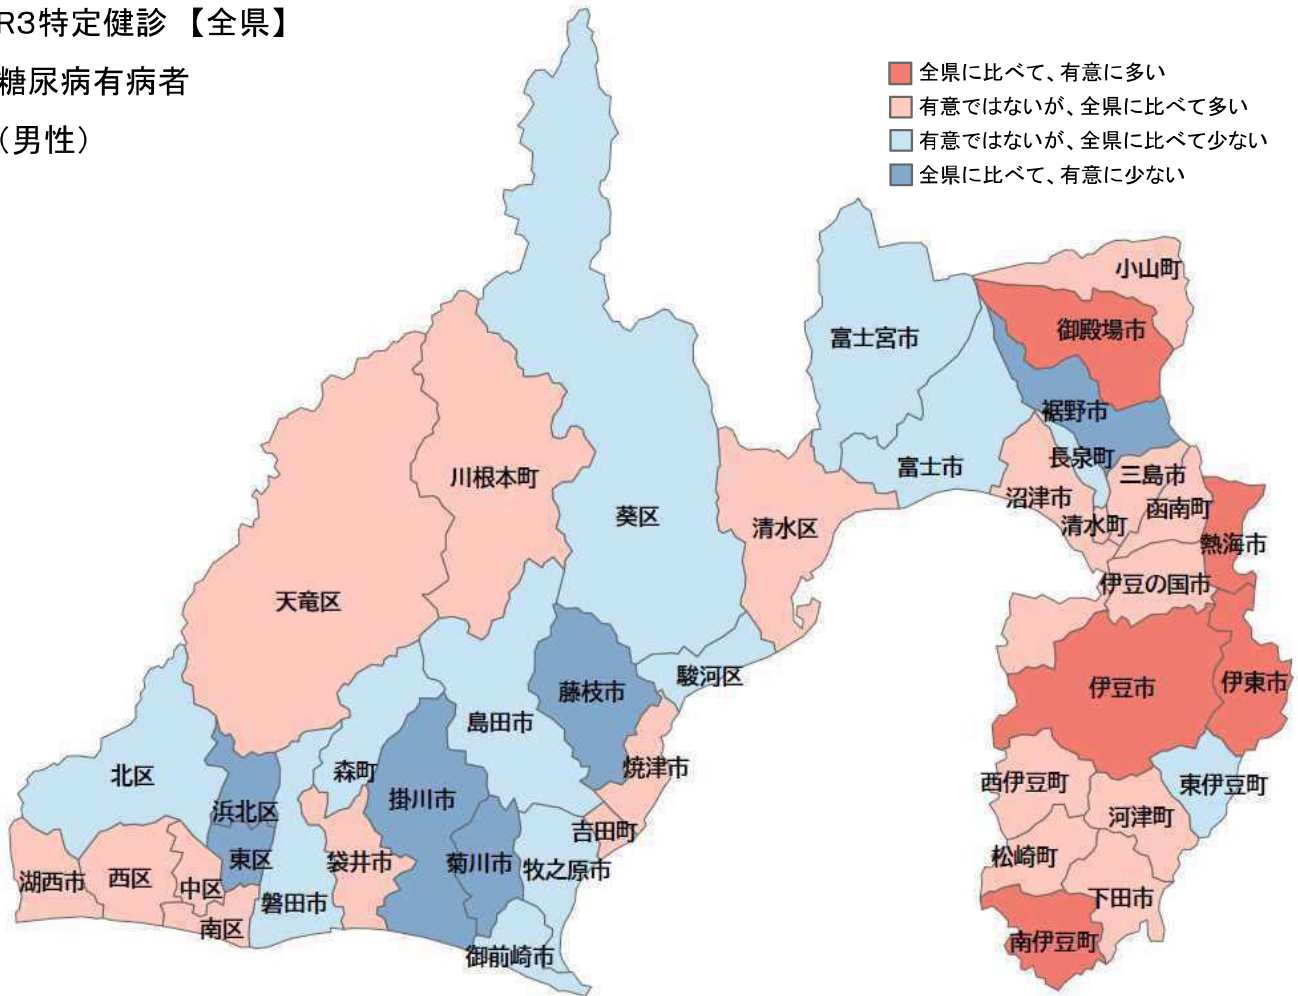 R3特定健診 【全県】
糖尿病有病者
（男性）
全県に比べて、有意に多い
有意ではないが、全県に比べて多い
有意ではないが、全県に比べて少ない
全県に比べて、有意に少ない
小山町
御殿場市
富士宮市
裾野市
長泉町
富士市
三島市
川根本町
沼津市
函南町
葵区
清水区
清水町
熱海市
伊豆の国市
天竜区
駿河区
伊豆市
伊東市
藤枝市
島田市
焼津市
森町
北区
西伊豆町
東伊豆町
掛川市
浜北区
河津町
吉田町
松崎町
東区
袋井市
菊川市
牧之原市
湖西市
西区
中区
磐田市
下田市
南区
南伊豆町
御前崎市